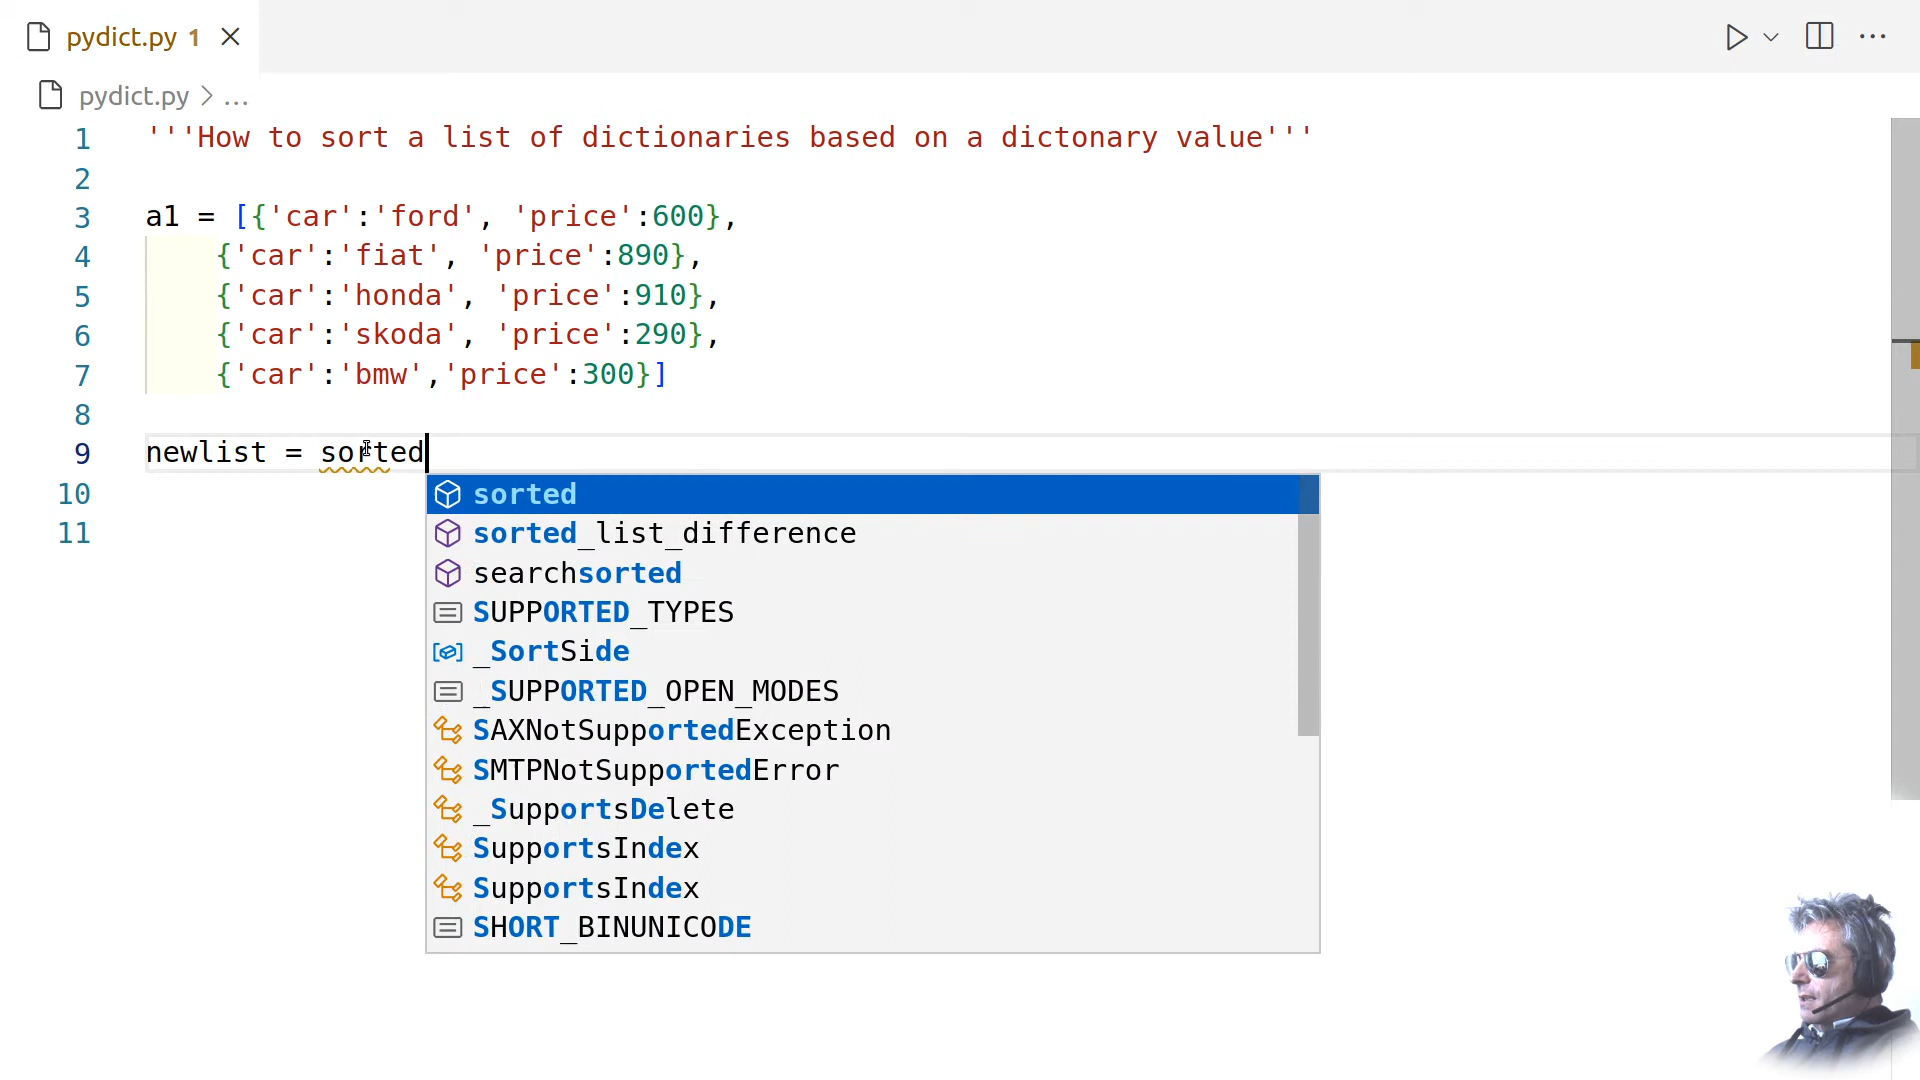 pydict.py 1
pydict.py > ...
1 '''How to sort a list of dictionaries based on a dictonary value'''
2
3 a1 = [{'car':'ford', 'price':600},
4 {'car':'fiat', 'price':890},
5 {'car':'honda', 'price':910},
6 {'car':'skoda', 'price':290},
7 {'car':'bmw','price':300}]
8
9 newlist = sorted
10
11
sorted
sorted_list_difference
searchsorted
SUPPORTED_TYPES
_SortSide
_SUPPORTED_OPEN_MODES
SAXNotSupportedException
SMTPNotSupportedError
_SupportsDelete
SupportsIndex
SupportsIndex
SHORT_BINUNICODE